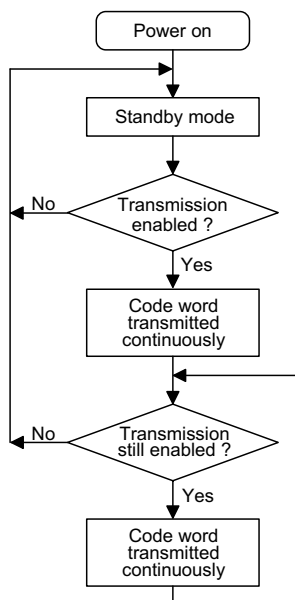 Power on
Standby mode
No
Transmission
enabled ?
Yes
Code word
transmitted
continuously
No
Transmission
still enabled ?
Yes
Code word
transmitted
continuously